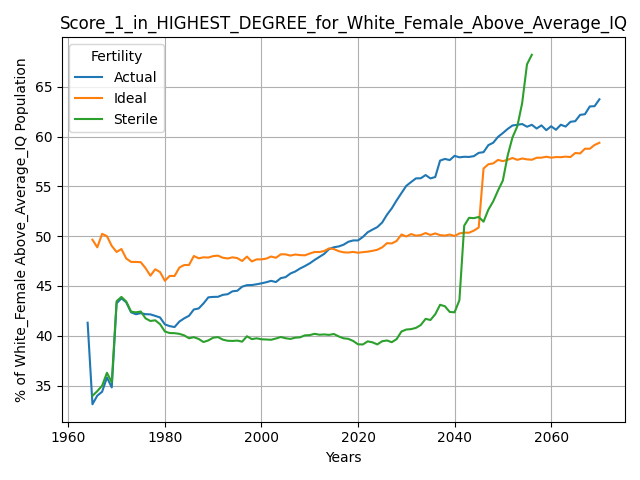 Score_1_in_HIGHEST_DEGREE_for_White_Female_Above_Average_IQ
Fertility
Actual
Ideal
Sterile
% of White_Female Above_Average_IQ Population
65
60
55
50
45
40
35
1960 1980 2000 2020 2040 2060
Years